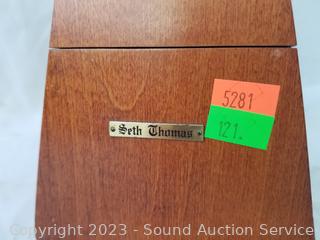 5281
121.
Seth Thomas
Copyright 2023 - Sound Auction Service